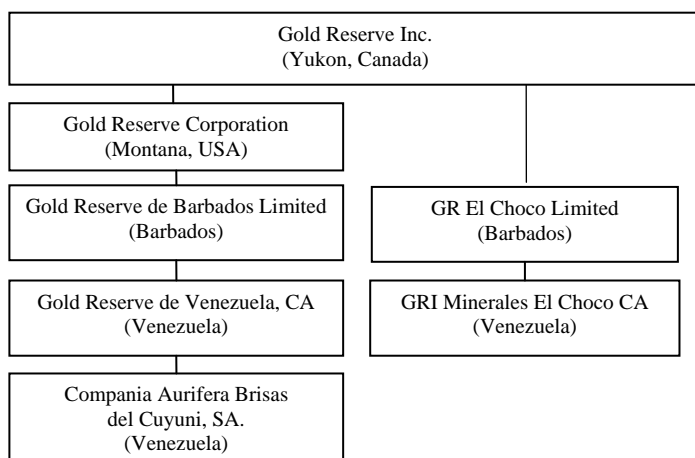 Gold Reserve Inc.
(Yukon, Canada)
Gold Reserve Corporation
(Montana, USA)
Gold Reserve de Barbados Limited
(Barbados)
GR El Choco Limited
(Barbados)
Gold Reserve de Venezuela, CA
(Venezuela)
GRI Minerales El Choco CA
(Venezuela)
Compania Aurifera Brisas
del Cuyuni, SA.
(Venezuela)